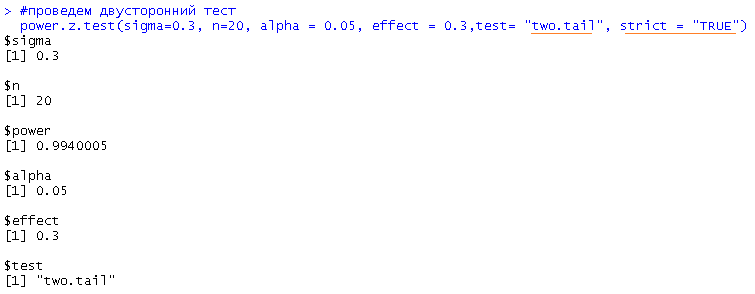 > #проведем двусторонний тест
power.z.test(sigma=0.3, n=20, alpha = 0.05, effect = 0.3,test= "two.tail", strict = "TRUE")
$sigma
[1] 0.3
$n
[1] 20
$power
[1] 0.9940005
$alpha
[1] 0.05
$effect
[1] 0.3
$test
[1] "two.tail"